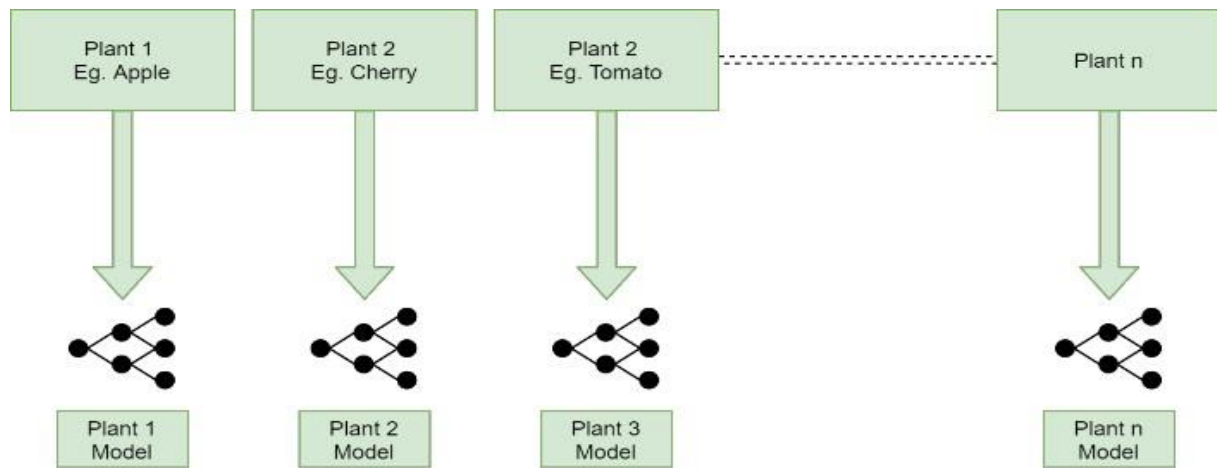 Plant 1
Eg. Apple
Plant 2
Eg. Cherry
Plant 2
Eg. Tomato
Plant n
Plant 1
Model
Plant 2
Model
Plant 3
Model
Plant n
Model